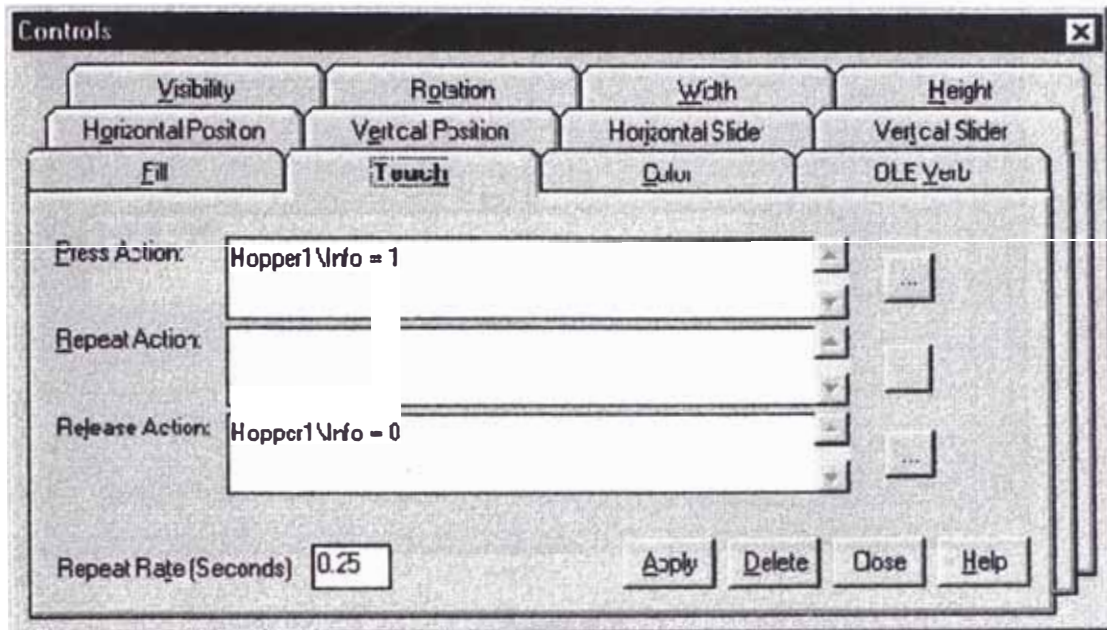 Controls
Visibility Rotation Width Height
Horizontal Position Vertical Position Horizontal Slider Vertical Slider
Fill Touch Color OLE Verb
Press Action: Hopper1\Info = 1 ...
Repeat Action:
Release Action: Hopper1\Info = 0 ...
Repeat Rate (Seconds) 0.25 Apply Delete Close Help